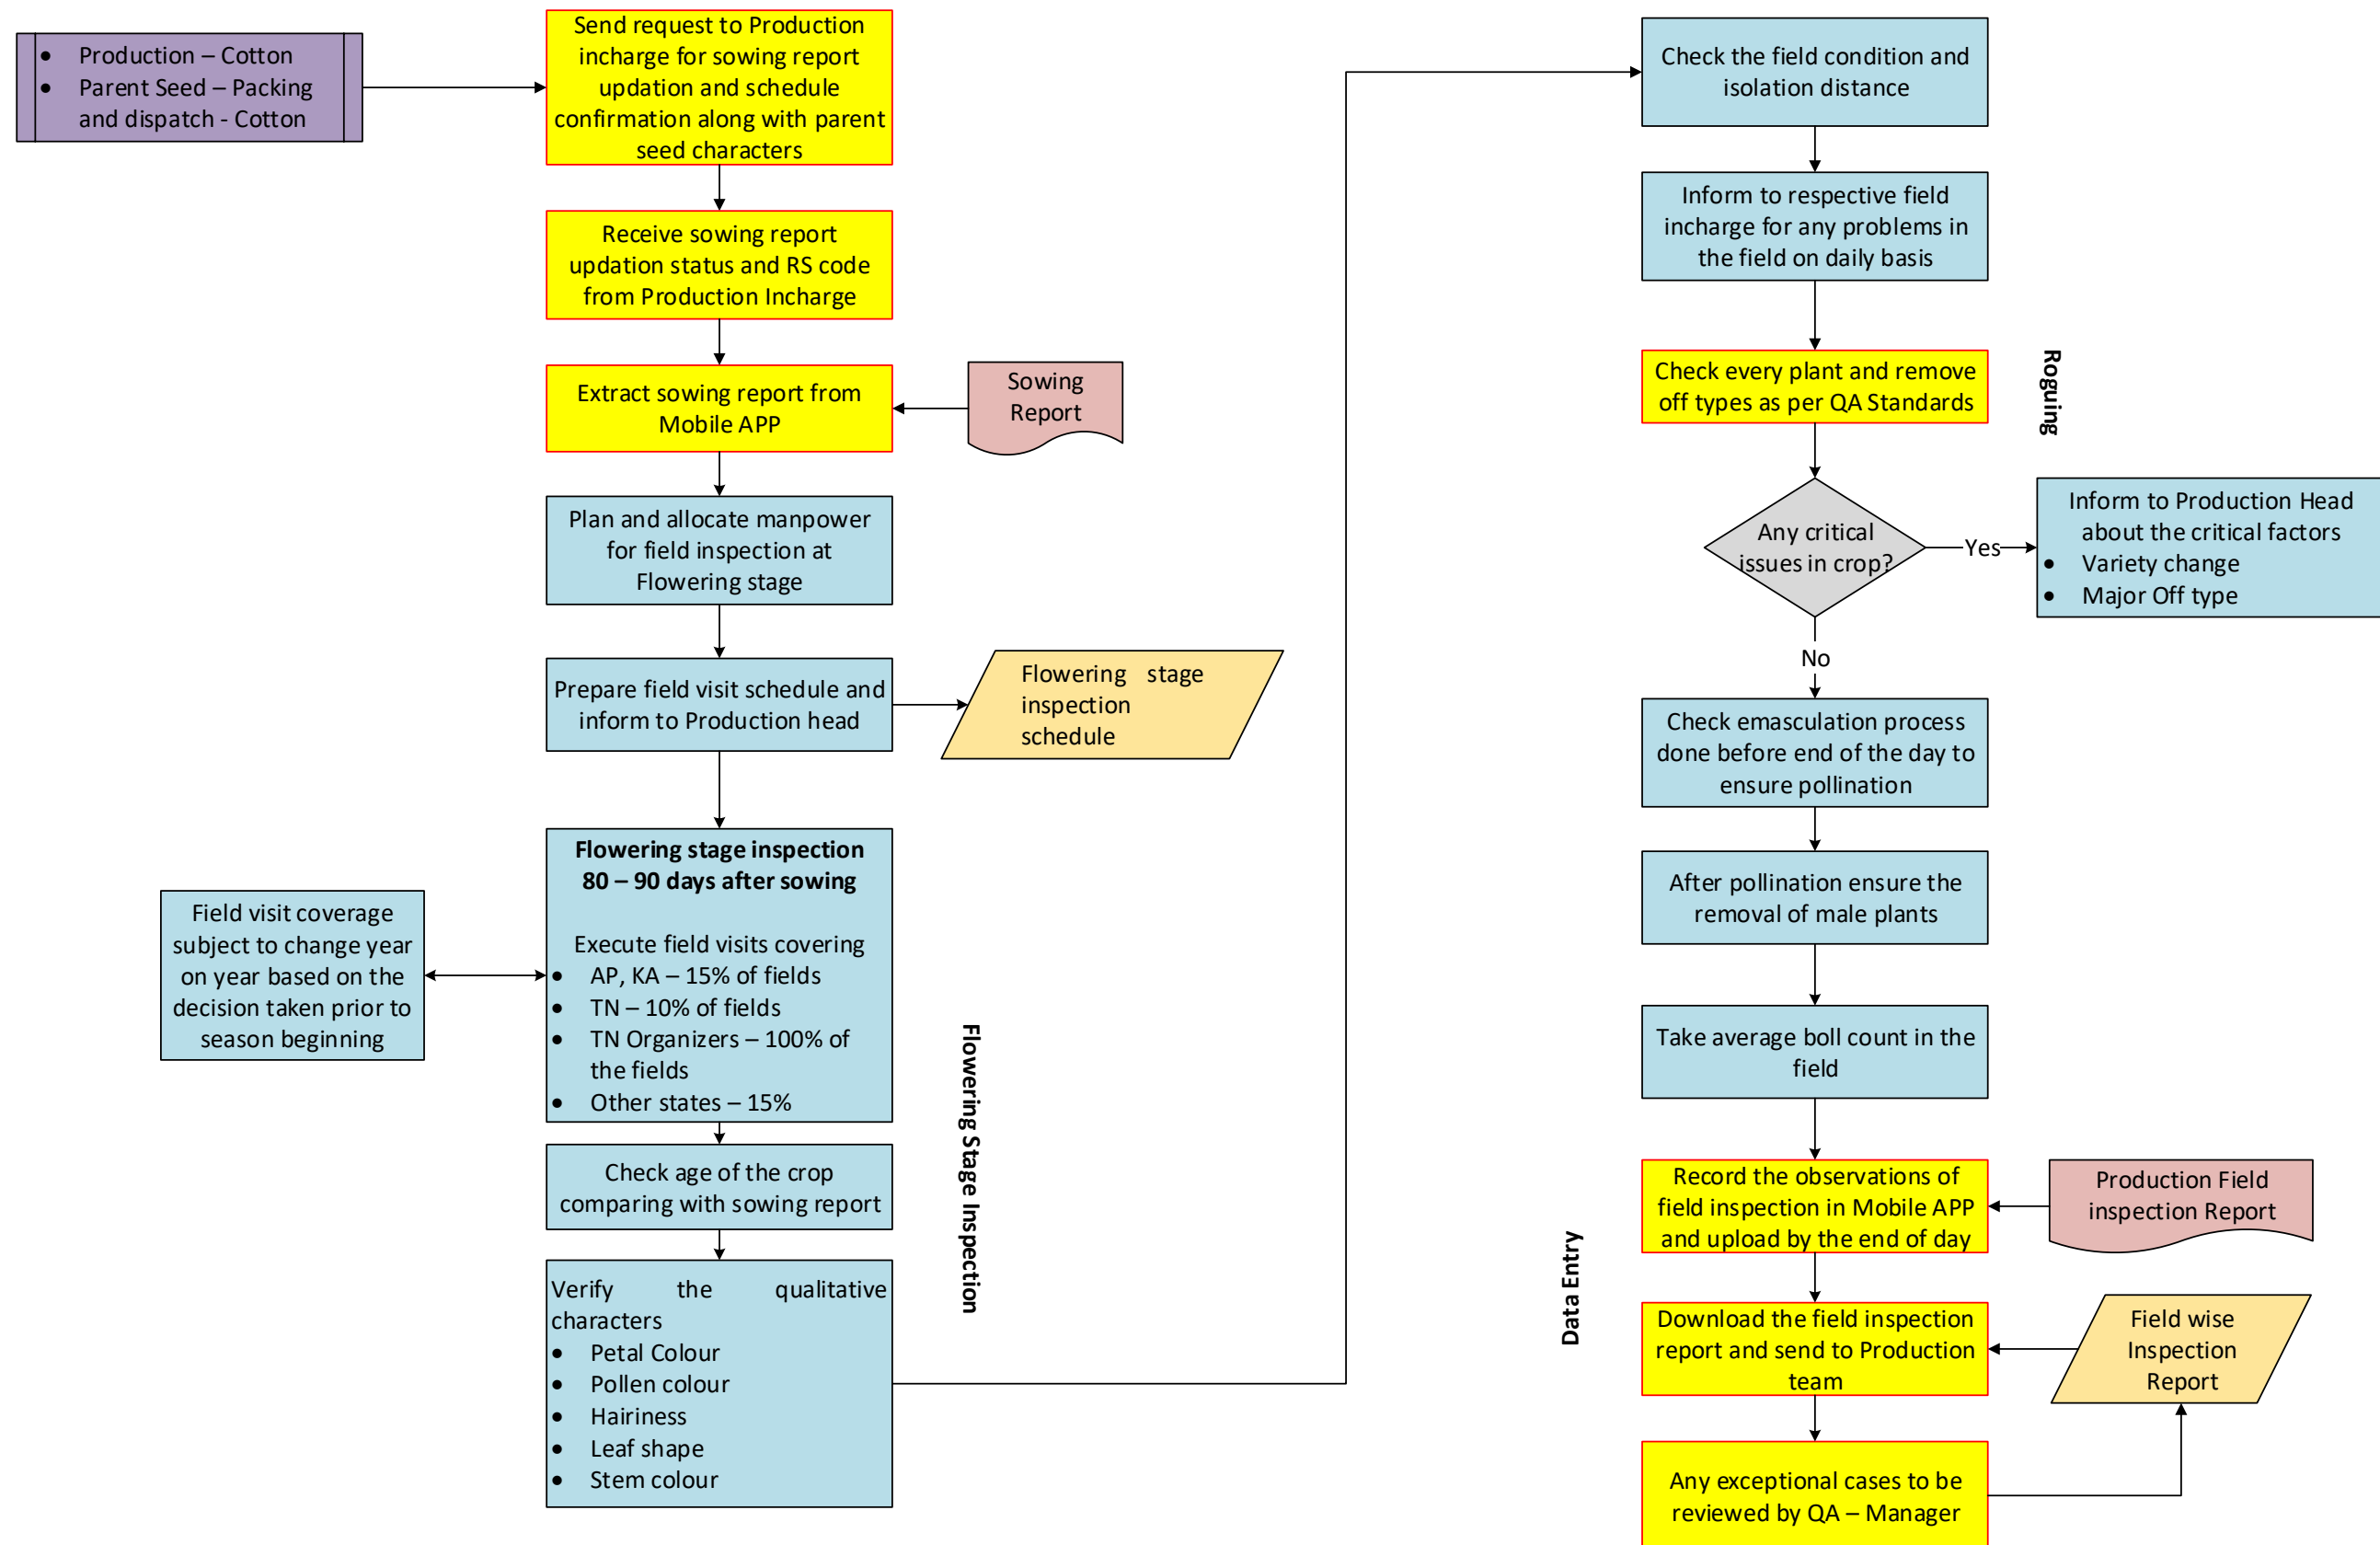 • Production – Cotton
• Parent Seed – Packing
and dispatch - Cotton
Send request to Production
incharge for sowing report
updation and schedule
confirmation along with parent
seed characters
Receive sowing report
updation status and RS code
from Production Incharge
Extract sowing report from
Mobile APP
Sowing
Report
Plan and allocate manpower
for field inspection at
Flowering stage
Prepare field visit schedule and
inform to Production head
Flowering stage
inspection
schedule
Flowering stage inspection
80 – 90 days after sowing
Execute field visits covering
• AP, KA – 15% of fields
• TN – 10% of fields
• TN Organizers – 100% of
the fields
• Other states – 15%
Field visit coverage
subject to change year
on year based on the
decision taken prior to
season beginning
Check age of the crop
comparing with sowing report
Verify the qualitative
characters
• Petal Colour
• Pollen colour
• Hairiness
• Leaf shape
• Stem colour
Flowering Stage Inspection
Check the field condition and
isolation distance
Inform to respective field
incharge for any problems in
the field on daily basis
Check every plant and remove
off types as per QA Standards
Roguing
Any critical
issues in crop?
Yes
Inform to Production Head
about the critical factors
• Variety change
• Major Off type
No
Check emasculation process
done before end of the day to
ensure pollination
After pollination ensure the
removal of male plants
Take average boll count in the
field
Record the observations of
field inspection in Mobile APP
and upload by the end of day
Production Field
inspection Report
Data Entry
Download the field inspection
report and send to Production
team
Field wise
Inspection
Report
Any exceptional cases to be
reviewed by QA – Manager